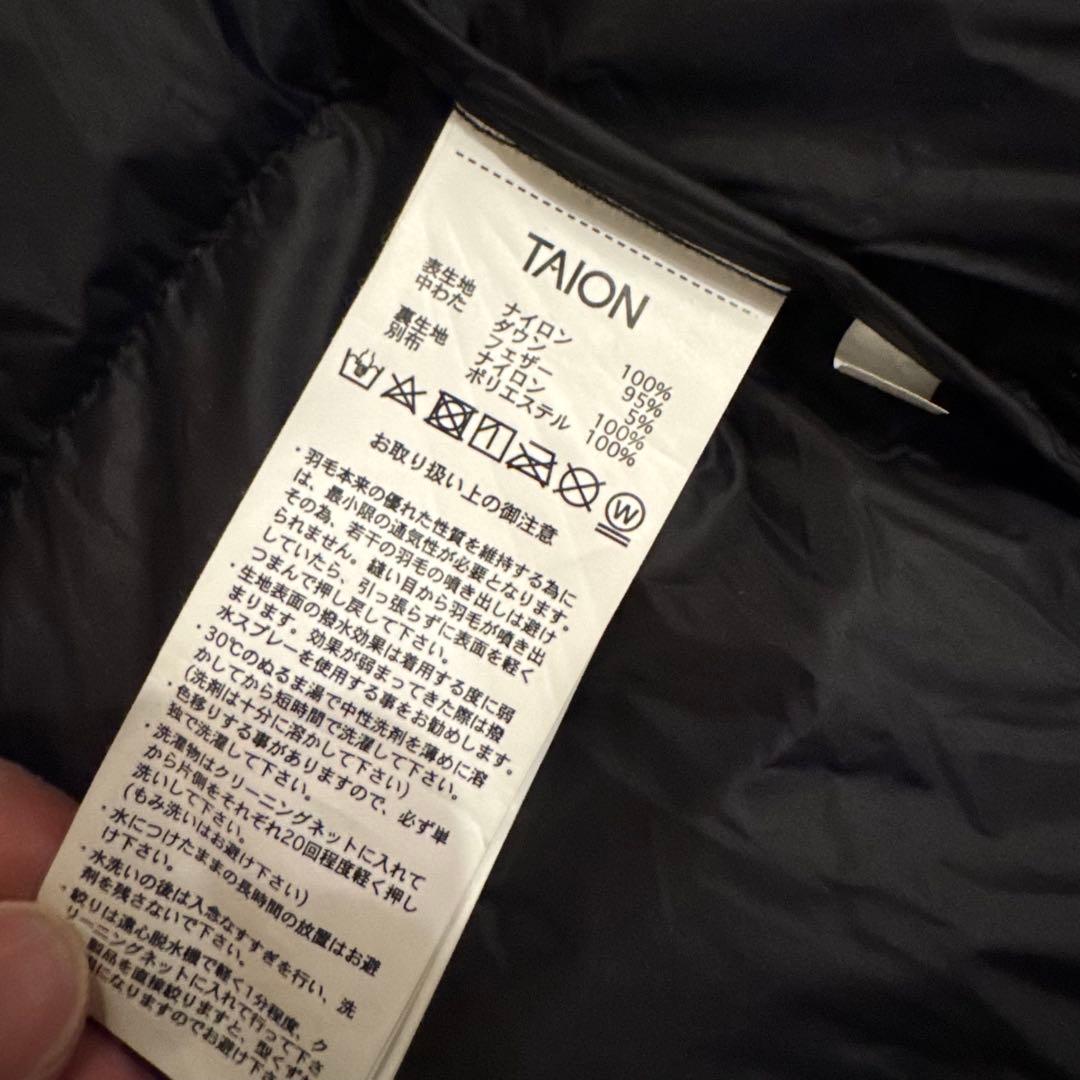 TAION
表生地 ナイロン 100%
中わた ダウン 95%
フェザー 5%
裏生地 ナイロン 100%
別布 ポリエステル 100%
W
お取り扱い上の御注意
・羽毛本来の優れた性質を維持する為に
は、最小限の通気性が必要となります。
その為、若干の羽毛の噴き出しは避け
られません。縫い目から羽毛が噴き出
していたら、引っ張らずに表面を軽く
つまんで押し戻して下さい。
・生地表面の撥水効果は着用する度に弱
まります。効果が弱まってきた際は撥
水スプレーを使用する事をお勧めします。
・30℃のぬるま湯で中性洗剤を薄めに溶
かしてから短時間で洗濯して下さい。
(洗剤は十分に溶かして下さい)
・色移りする事がありますので、必ず単
独で洗濯して下さい。
・洗濯物はクリーニングネットに入れて
から片側をそれぞれ20回程度軽く押し
洗いして下さい。
(もみ洗いはお避け下さい)
・水につけたままの長時間の放置はお避
け下さい。
・水洗いの後は入念なすすぎを行い、洗
剤を残さないで下さい。
・絞りは遠心脱水機で軽く1分程度、ク
リーニングネットに入れて行って下さ
製品を直接絞りますと、型くず
になりますのでお避け下